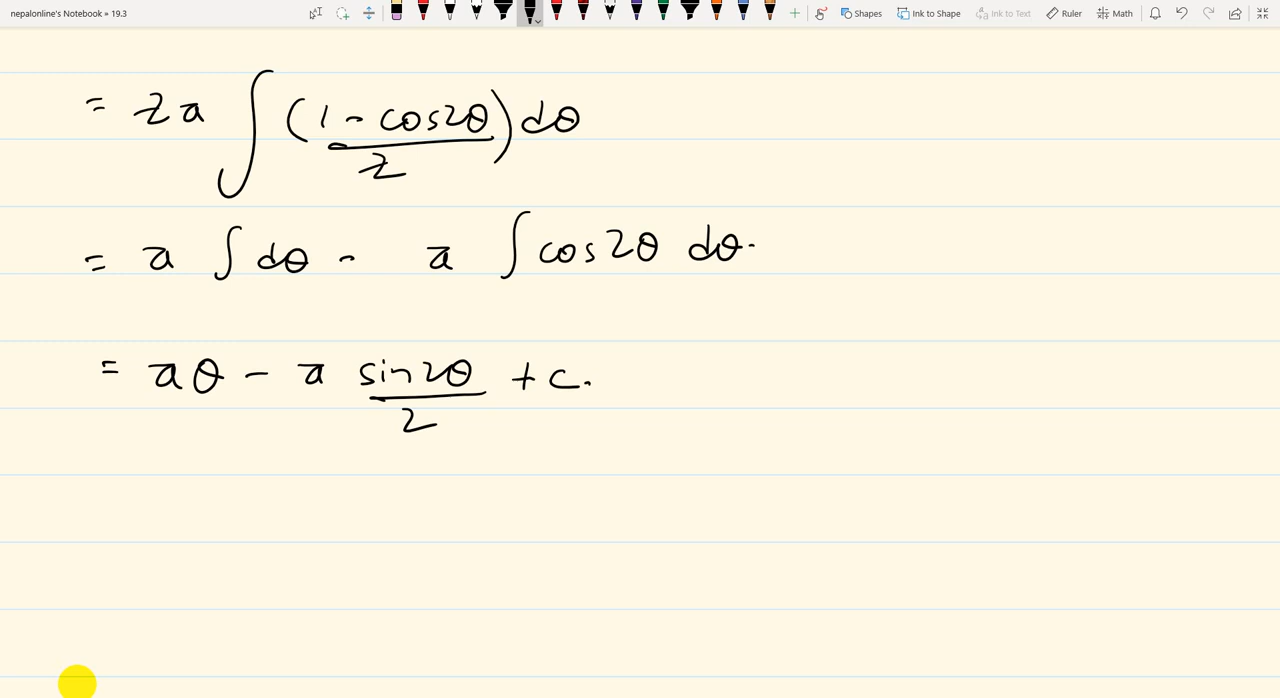 nepalonline's Notebook » 19.3 Shapes Ink to Shape Ink to Text Ruler Math
= 2a ∫ (1 - cos2θ / 2) dθ
= a ∫ dθ - a ∫ cos2θ dθ.
= aθ - a sin2θ / 2 + c.